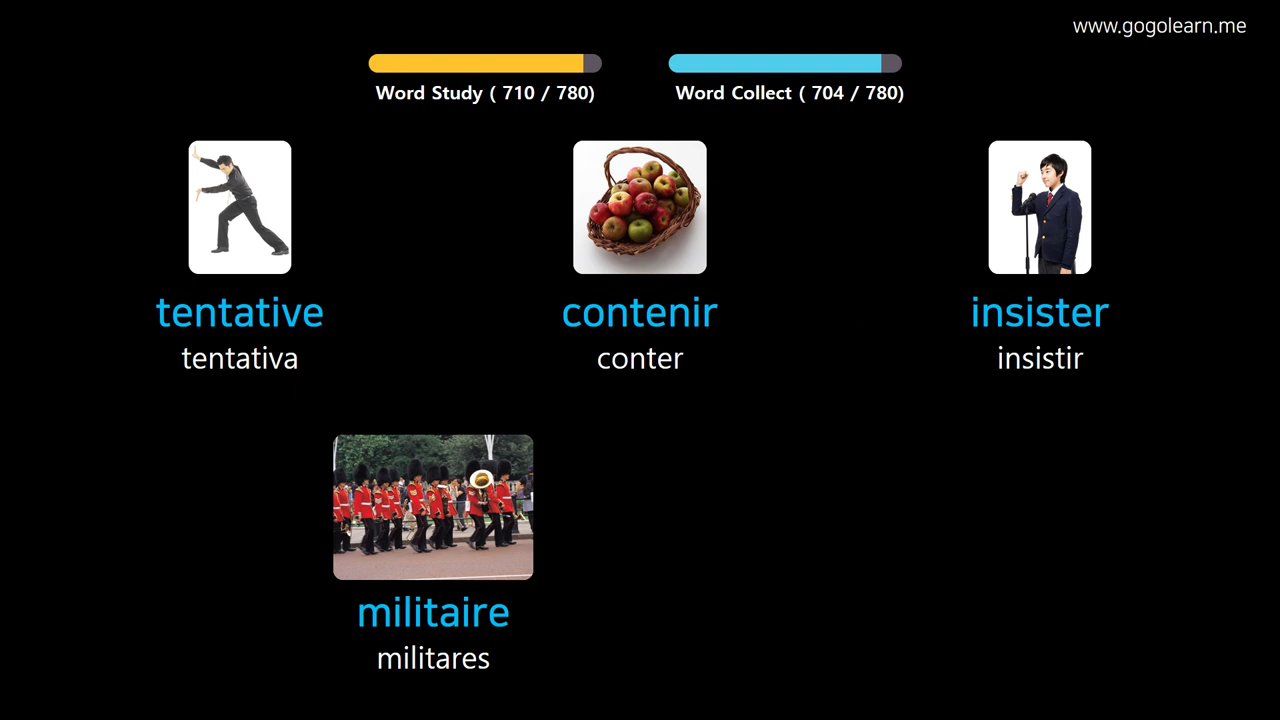 www.gogolearn.me
Word Study ( 710 / 780)
Word Collect ( 704 / 780)
tentative
tentativa
contenir
conter
insister
insistir
militaire
militares